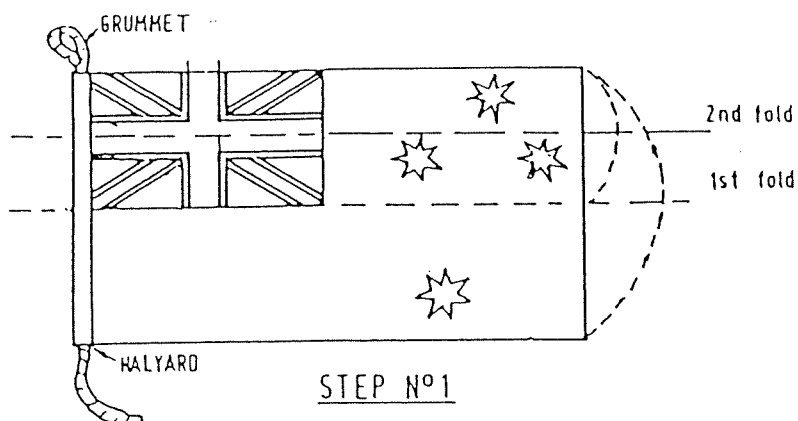 GRUMMET
2nd fold
1st fold
HALYARD
STEP Nº1